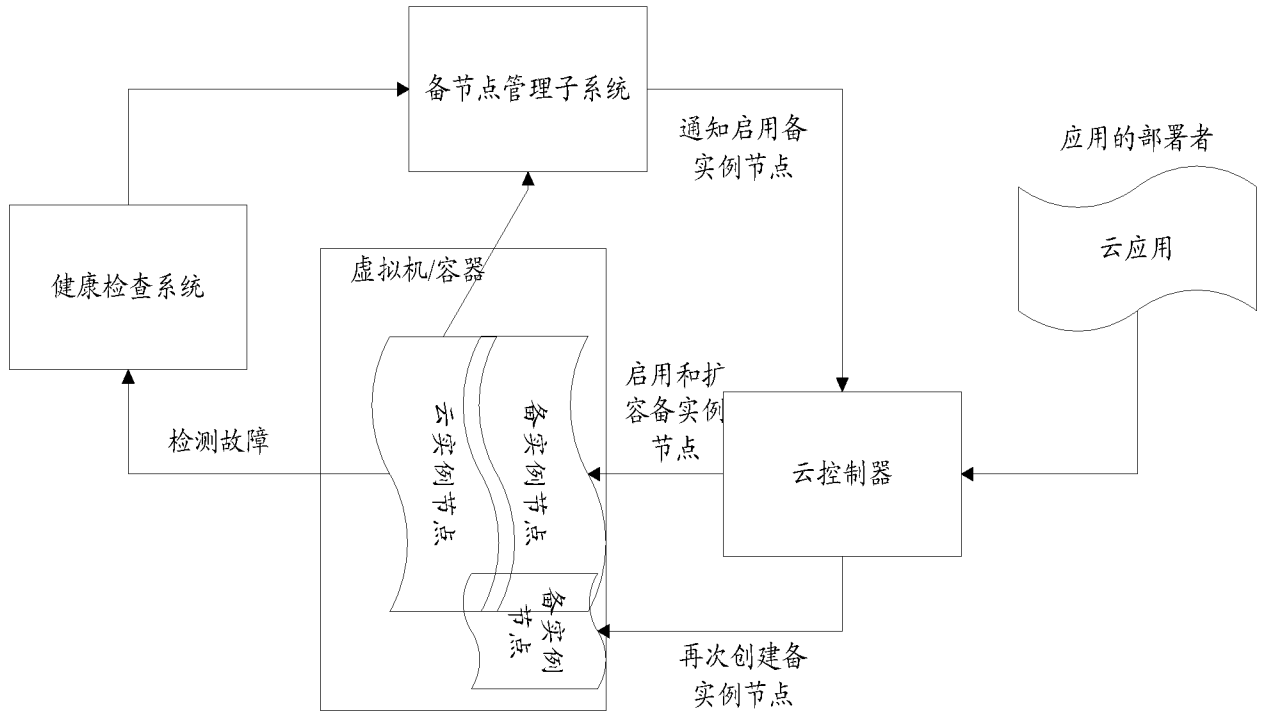 备节点管理子系统
通知启用备
实例节点
应用的部署者
云应用
健康检查系统
虚拟机/容器
启用和扩
容备实例
节点
云实例节点
备实例节点
检测故障
云控制器
备实例
节点
再次创建备
实例节点